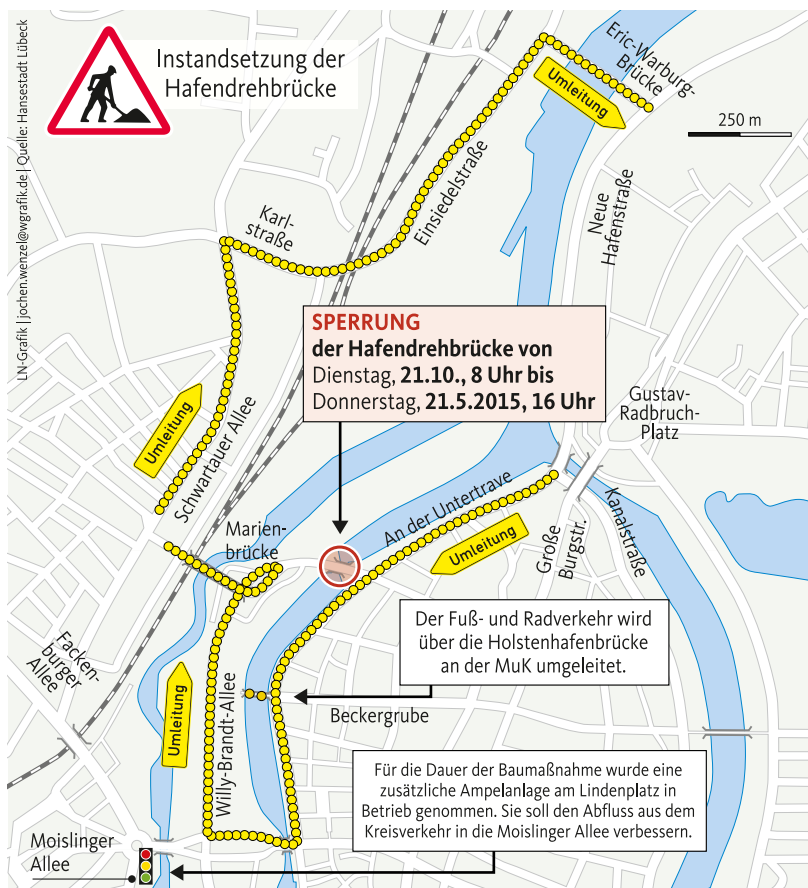 Instandsetzung der
Hafendrehbrücke
LN-Grafik | jochen.wenzel@wgrafik.de | Quelle: Hansestadt Lübeck
Eric-Warburg-
Brücke
Umleitung
250 m
Karl-
straße
Einsiedelstraße
Neue
Hafenstraße
SPERRUNG
der Hafendrehbrücke von
Dienstag, 21.10., 8 Uhr bis
Donnerstag, 21.5.2015, 16 Uhr
Gustav-
Radbruch-
Platz
Umleitung
Schwartauer Allee
Marien-
brücke
An der Untertrave
Umleitung
Große
Burgstr.
Kanalstraße
Der Fuß- und Radverkehr wird
über die Holstenhafenbrücke
an der MuK umgeleitet.
Facken-
burger
Allee
Umleitung
Willy-Brandt-Allee
Beckergrube
Für die Dauer der Baumaßnahme wurde eine
zusätzliche Ampelanlage am Lindenplatz in
Betrieb genommen. Sie soll den Abfluss aus dem
Kreisverkehr in die Moislinger Allee verbessern.
Moislinger
Allee